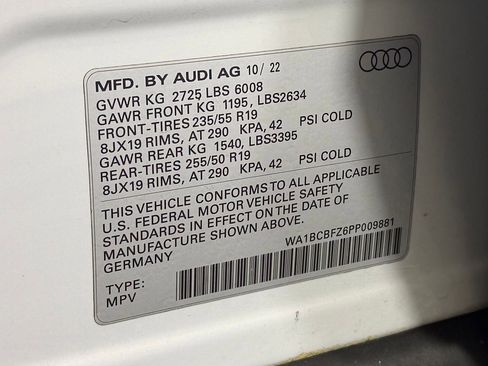 MFD. BY AUDI AG 10/ 22
GVWR KG 2725 LBS 6008
GAWR FRONT KG 1195, LBS2634
FRONT-TIRES 235/55 R19
8JX19 RIMS, AT 290 KPA, 42 PSI COLD
GAWR REAR KG 1540, LBS3395
REAR-TIRES 255/50 R19
8JX19 RIMS, AT 290 KPA, 42 PSI COLD
THIS VEHICLE CONFORMS TO ALL APPLICABLE
U.S. FEDERAL MOTOR VEHICLE SAFETY
STANDARDS IN EFFECT ON THE DATE OF
MANUFACTURE SHOWN ABOVE.
GERMANY
WA1BCBFZ6PP009881
TYPE:
MPV